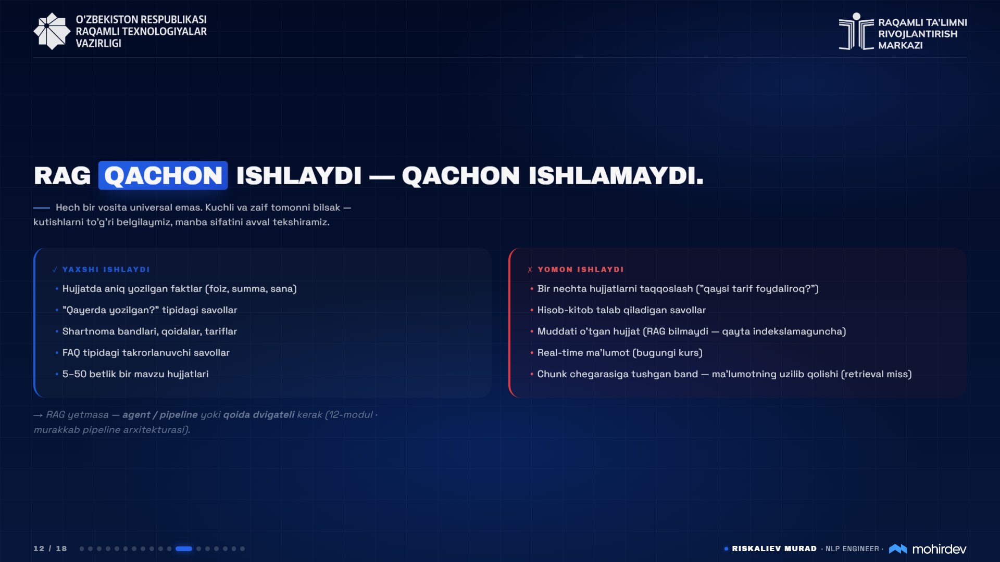 O'ZBEKISTON RESPUBLIKASI
RAQAMLI TEXNOLOGIYALAR
VAZIRLIGI
RAQAMLI TA'LIMNI
RIVOJLANTIRISH
MARKAZI
RAG QACHON ISHLAYDI — QACHON ISHLAMAYDI.
Hech bir vosita universal emas. Kuchli va zaif tomonni bilsak —
kutishlarni to'g'ri belgilaymiz, manba sifatini avval tekshiramiz.
✓ YAXSHI ISHLAYDI
• Hujjatda aniq yozilgan faktlar (foiz, summa, sana)
• "Qayerda yozilgan?" tipidagi savollar
• Shartnoma bandlari, qoidalar, tariflar
• FAQ tipidagi takrorlanuvchi savollar
• 5–50 betlik bir mavzu hujjatlari
✗ YOMON ISHLAYDI
• Bir nechta hujjatlarni taqqoslash ("qaysi tarif foydaliroq?")
• Hisob-kitob talab qiladigan savollar
• Muddati o'tgan hujjat (RAG bilmaydi — qayta indekslamaguncha)
• Real-time ma'lumot (bugungi kurs)
• Chunk chegarasiga tushgan band — ma'lumotning uzilib qolishi (retrieval miss)
→ RAG yetmasa — agent / pipeline yoki qoida dvigateli kerak (12-modul ·
murakkab pipeline arxitekturasi).
12 / 18
• RISKALIEV MURAD · NLP ENGINEER · mohirdev